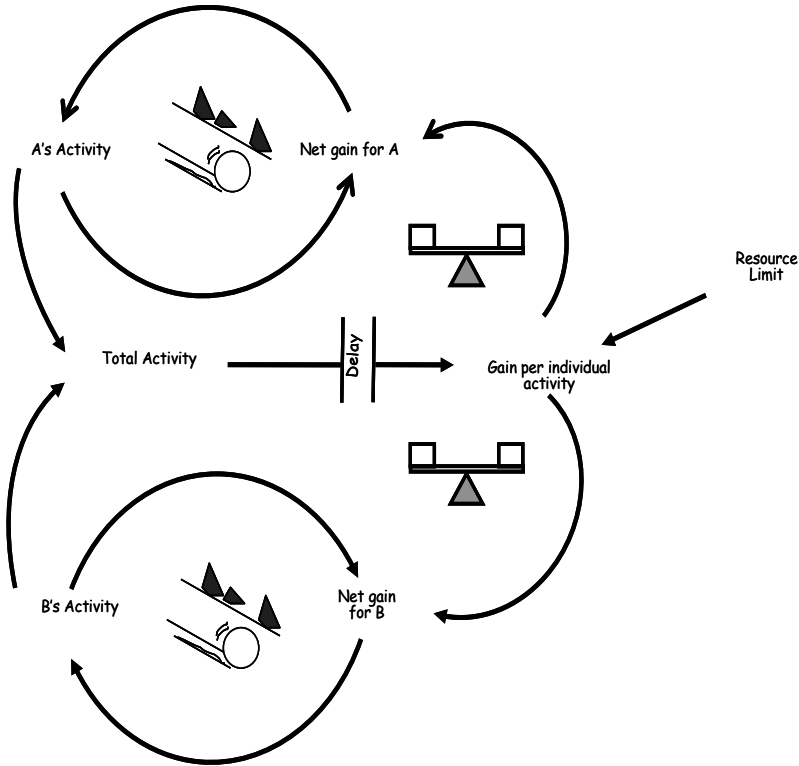 A's Activity
Net gain for A
Resource
Limit
Total Activity
Delay
Gain per individual
activity
B's Activity
Net gain
for B